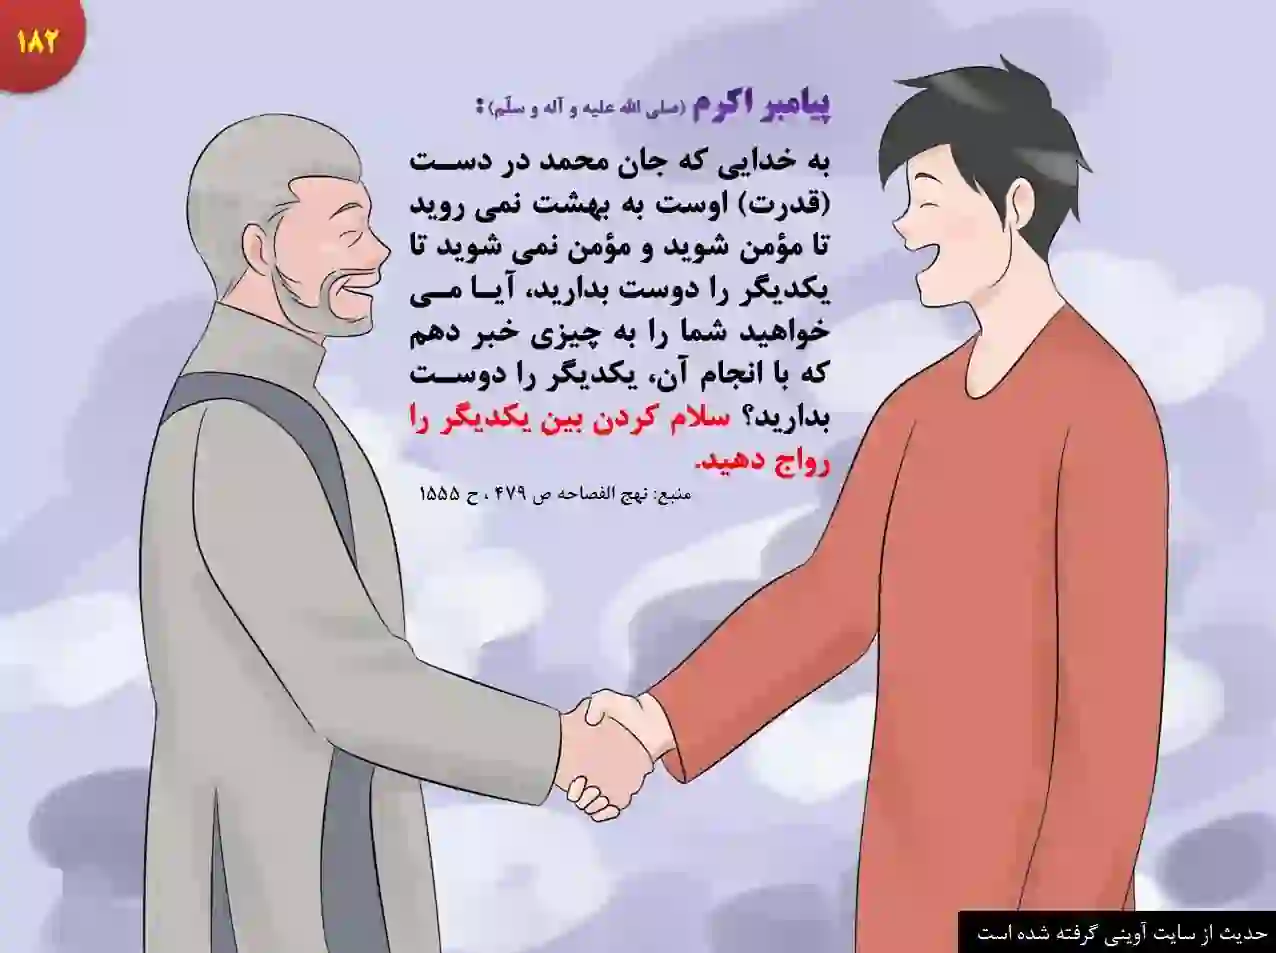 ۱۸۲
پیامبر اکرم (صلی الله علیه و آله و سلّم):
به خدایی که جان محمد در دست
(قدرت) اوست به بهشت نمی روید
تا مؤمن شوید و مؤمن نمی شوید تا
یکدیگر را دوست بدارید، آیا می
خواهید شما را به چیزی خبر دهم
که با انجام آن، یکدیگر را دوست
بدارید؟ سلام کردن بین یکدیگر را
رواج دهید.
منبع: نهج الفصاحه ص ۴۷۹ ، ح ۱۵۵۵
حدیث از سایت آوینی گرفته شده است